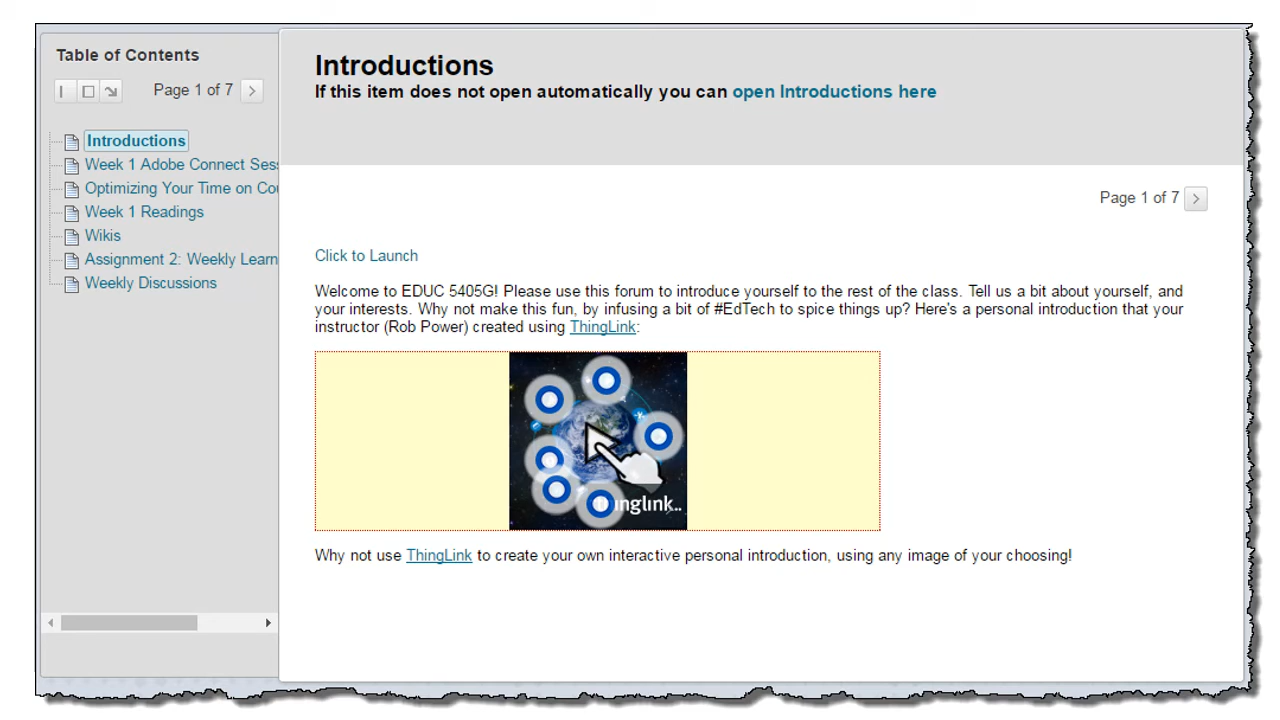 Table of Contents
Page 1 of 7
Introductions
Week 1 Adobe Connect Ses
Optimizing Your Time on Co
Week 1 Readings
Wikis
Assignment 2: Weekly Learn
Weekly Discussions
Introductions
If this item does not open automatically you can open Introductions here
Page 1 of 7
Click to Launch
Welcome to EDUC 5405G! Please use this forum to introduce yourself to the rest of the class. Tell us a bit about yourself, and
your interests. Why not make this fun, by infusing a bit of #EdTech to spice things up? Here's a personal introduction that your
instructor (Rob Power) created using ThingLink:
thinglink..
Why not use ThingLink to create your own interactive personal introduction, using any image of your choosing!